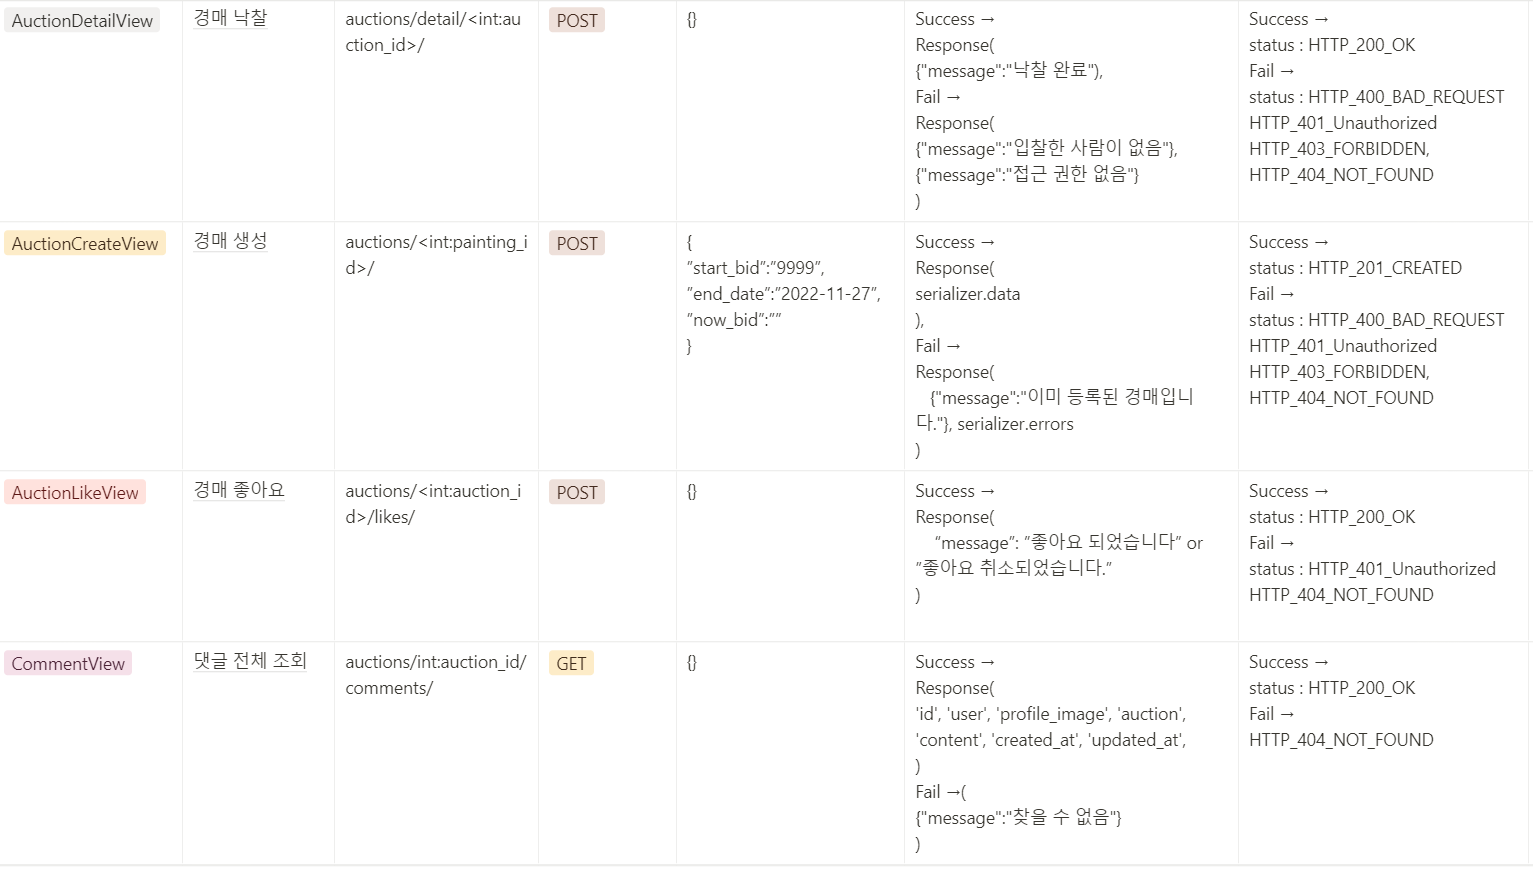 AuctionDetailView
경매 낙찰
auctions/detail/<int:au
ction_id>/
POST
{}
Success →
Response(
{"message":"낙찰 완료"),
Fail →
Response(
{"message":"입찰한 사람이 없음"},
{"message":"접근 권한 없음"}
)
Success →
status : HTTP_200_OK
Fail →
status : HTTP_400_BAD_REQUEST
HTTP_401_Unauthorized
HTTP_403_FORBIDDEN,
HTTP_404_NOT_FOUND
AuctionCreateView
경매 생성
auctions/<int:painting_i
d>/
POST
{
”start_bid”:”9999”,
”end_date”:”2022-11-27”,
”now_bid”:””
}
Success →
Response(
serializer.data
),
Fail →
Response(
{"message":"이미 등록된 경매입니
다."}, serializer.errors
)
Success →
status : HTTP_201_CREATED
Fail →
status : HTTP_400_BAD_REQUEST
HTTP_401_Unauthorized
HTTP_403_FORBIDDEN,
HTTP_404_NOT_FOUND
AuctionLikeView
경매 좋아요
auctions/<int:auction_i
d>/likes/
POST
{}
Success →
Response(
“message”: ”좋아요 되었습니다” or
”좋아요 취소되었습니다.”
)
Success →
status : HTTP_200_OK
Fail →
status : HTTP_401_Unauthorized
HTTP_404_NOT_FOUND
CommentView
댓글 전체 조회
auctions/int:auction_id/
comments/
GET
{}
Success →
Response(
'id', 'user', 'profile_image', 'auction',
'content', 'created_at', 'updated_at',
)
Fail →(
{"message":"찾을 수 없음"}
)
Success →
status : HTTP_200_OK
Fail →
HTTP_404_NOT_FOUND